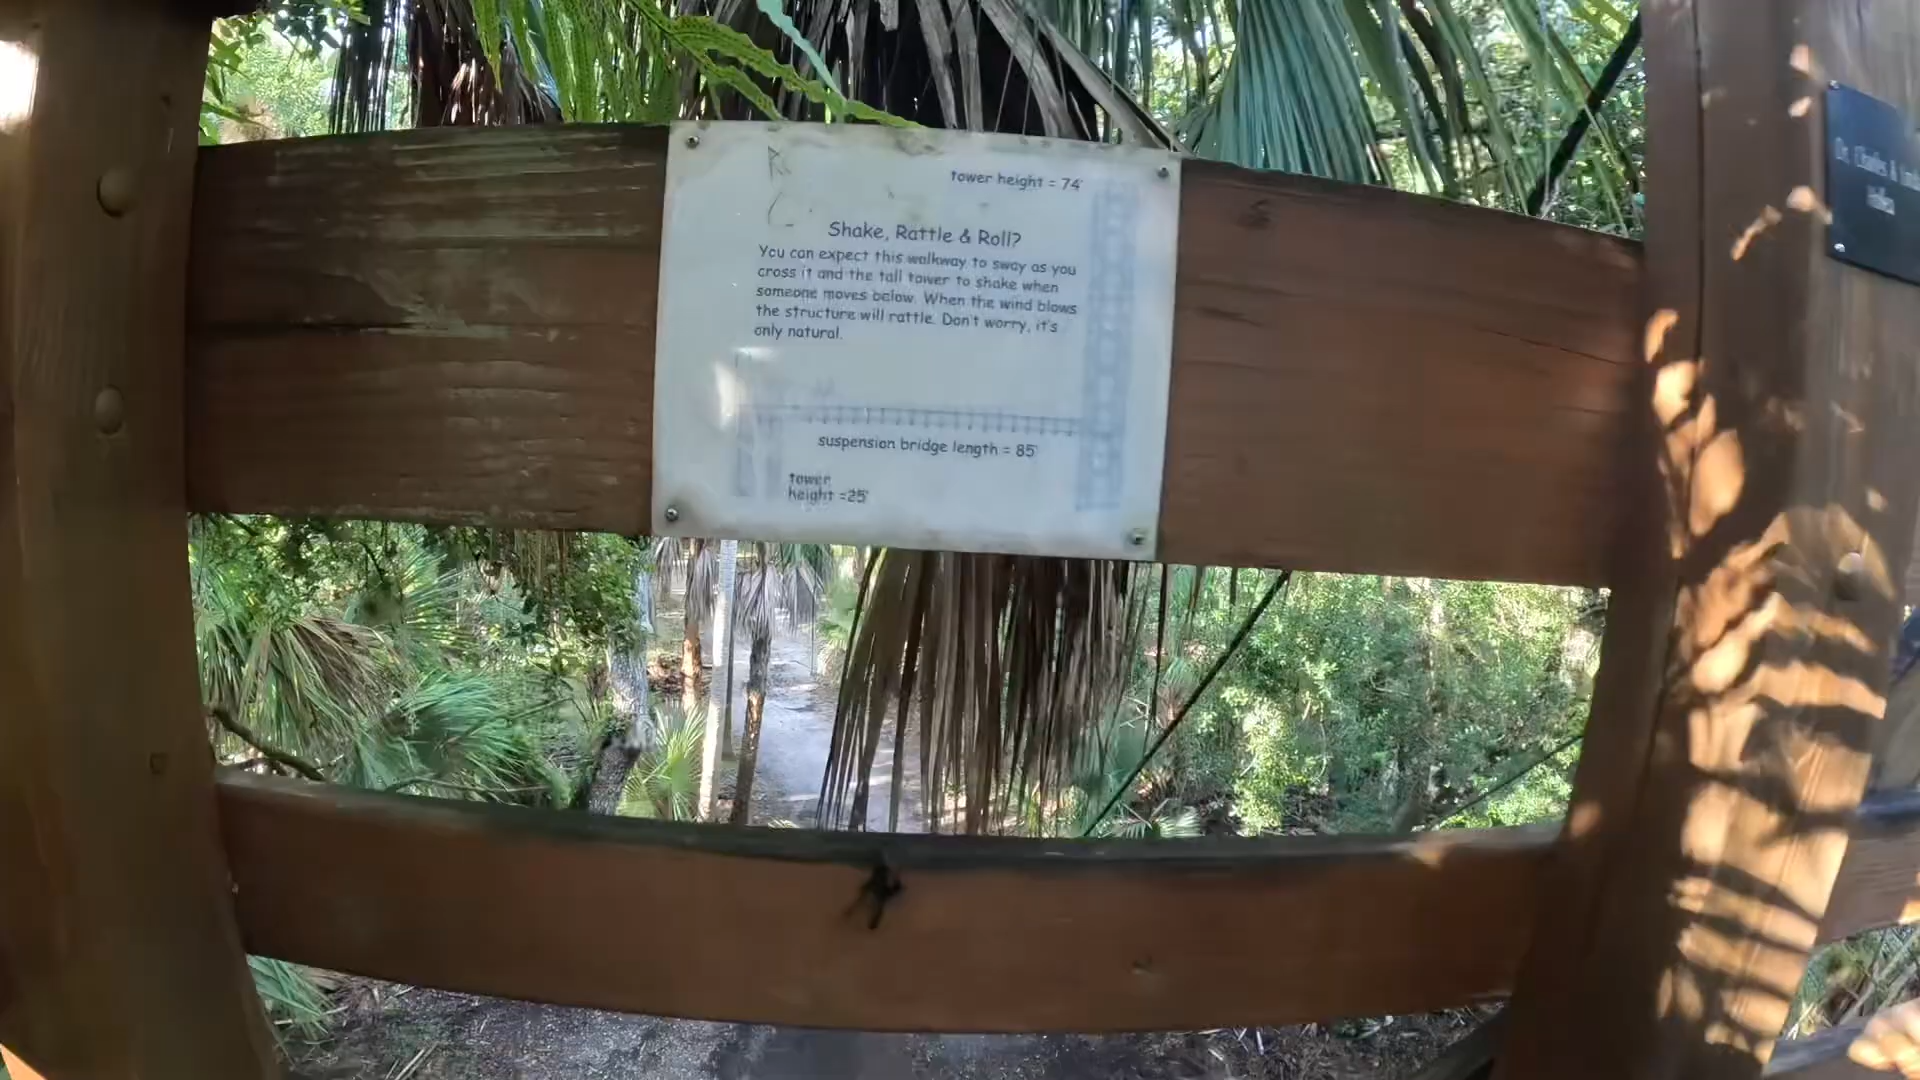 tower height = 74'
Shake, Rattle & Roll?
You can expect this walkway to sway as you
cross it and the tall tower to shake when
someone moves below. When the wind blows
the structure will rattle. Don't worry, it's
only natural.
suspension bridge length = 85'
tower
height =25'
Dr. Charles &